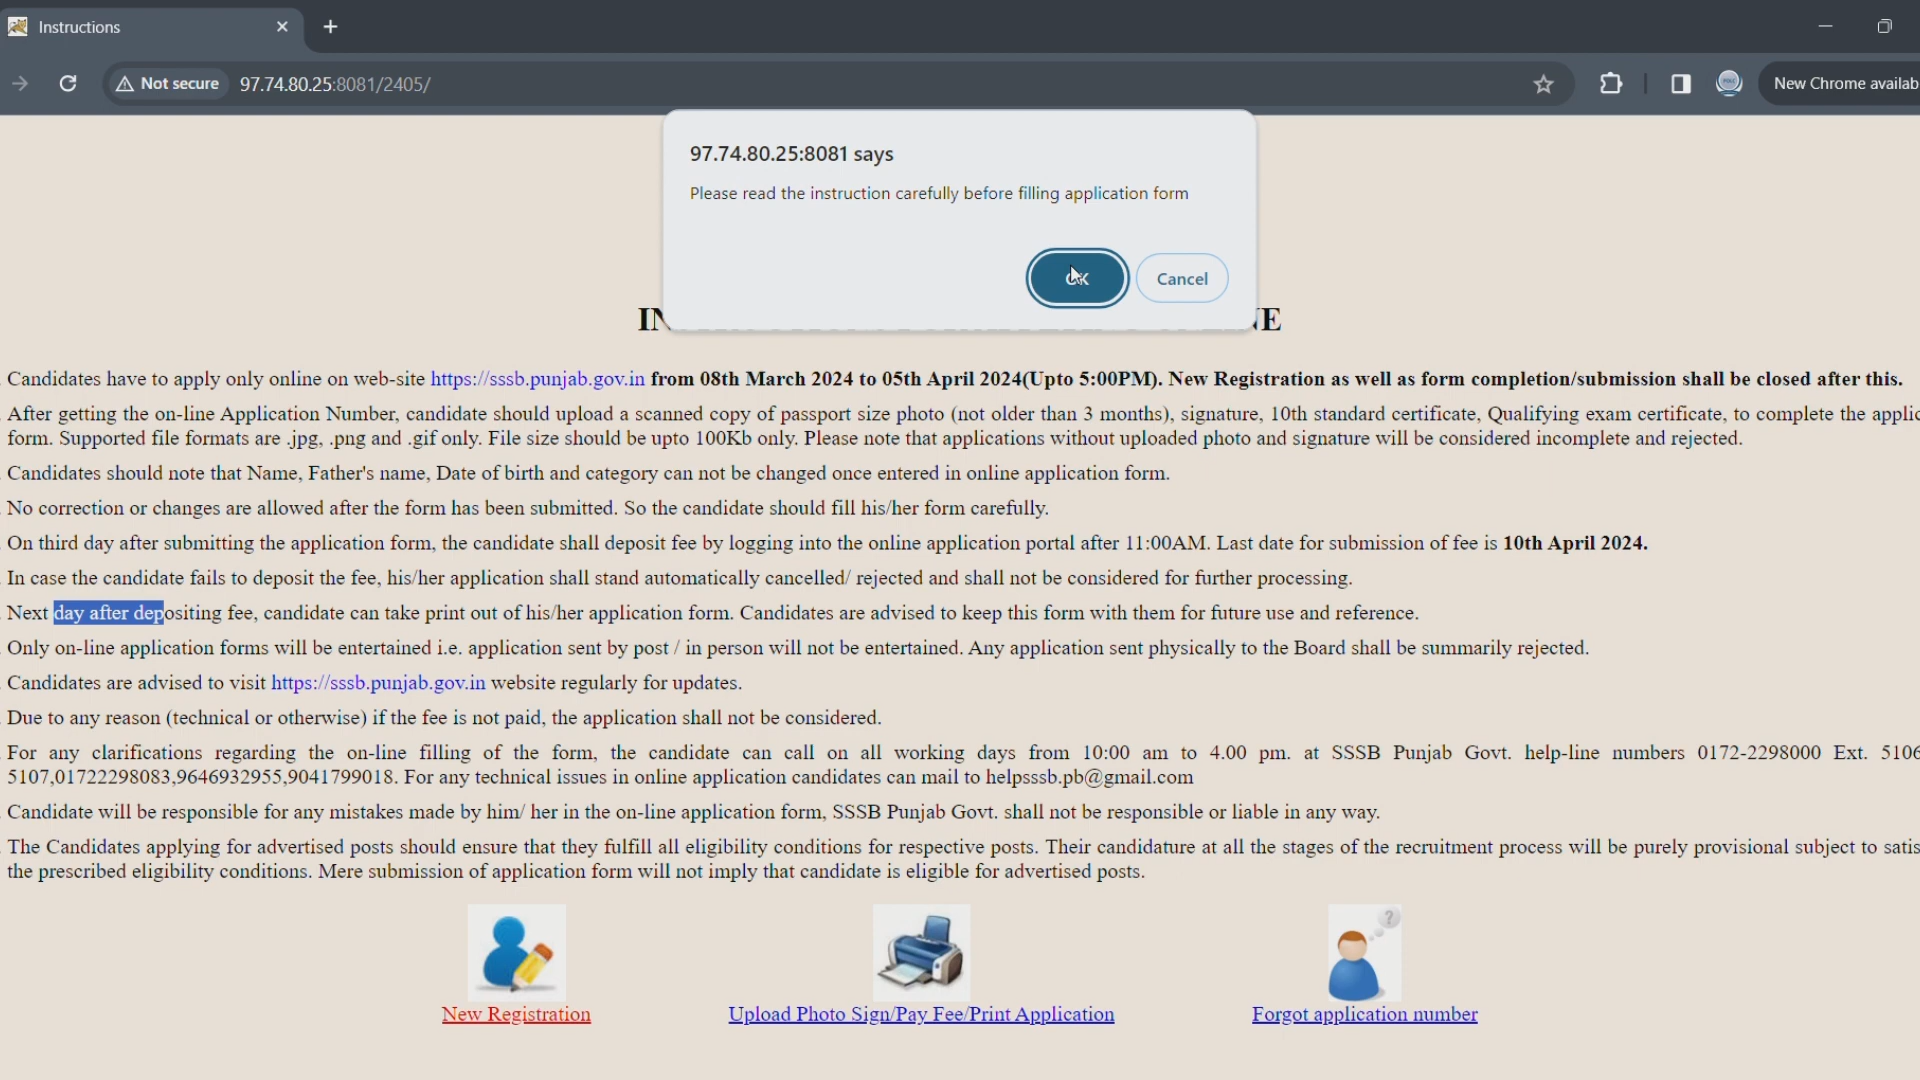 Instructions
Not secure 97.74.80.25:8081/2405/
New Chrome availab
97.74.80.25:8081 says
Please read the instruction carefully before filling application form
Cancel
Candidates have to apply only online on web-site https://sssb.punjab.gov.in from 08th March 2024 to 05th April 2024(Upto 5:00PM). New Registration as well as form completion/submission shall be closed after this.
After getting the on-line Application Number, candidate should upload a scanned copy of passport size photo (not older than 3 months), signature, 10th standard certificate, Qualifying exam certificate, to complete the applic
form. Supported file formats are .jpg, .png and .gif only. File size should be upto 100Kb only. Please note that applications without uploaded photo and signature will be considered incomplete and rejected.
Candidates should note that Name, Father's name, Date of birth and category can not be changed once entered in online application form.
No correction or changes are allowed after the form has been submitted. So the candidate should fill his/her form carefully.
On third day after submitting the application form, the candidate shall deposit fee by logging into the online application portal after 11:00AM. Last date for submission of fee is 10th April 2024.
In case the candidate fails to deposit the fee, his/her application shall stand automatically cancelled/ rejected and shall not be considered for further processing.
Next day after depositing fee, candidate can take print out of his/her application form. Candidates are advised to keep this form with them for future use and reference.
Only on-line application forms will be entertained i.e. application sent by post / in person will not be entertained. Any application sent physically to the Board shall be summarily rejected.
Candidates are advised to visit https://sssb.punjab.gov.in website regularly for updates.
Due to any reason (technical or otherwise) if the fee is not paid, the application shall not be considered.
For any clarifications regarding the on-line filling of the form, the candidate can call on all working days from 10:00 am to 4.00 pm. at SSSB Punjab Govt. help-line numbers 0172-2298000 Ext. 5106
5107,01722298083,9646932955,9041799018. For any technical issues in online application candidates can mail to helpsssb.pb@gmail.com
Candidate will be responsible for any mistakes made by him/ her in the on-line application form, SSSB Punjab Govt. shall not be responsible or liable in any way.
The Candidates applying for advertised posts should ensure that they fulfill all eligibility conditions for respective posts. Their candidature at all the stages of the recruitment process will be purely provisional subject to satis
the prescribed eligibility conditions. Mere submission of application form will not imply that candidate is eligible for advertised posts.
New Registration
Upload Photo Sign/Pay Fee/Print Application
Forgot application number